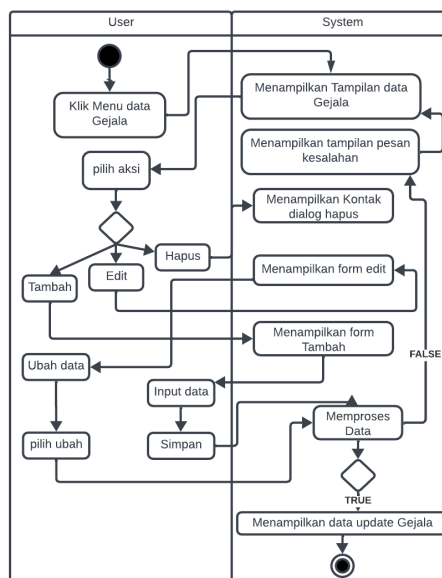 User
System
Klik Menu data
Gejala
Menampilkan Tampilan data
Gejala
Menampilkan tampilan pesan
kesalahan
pilih aksi
Menampilkan Kontak
dialog hapus
Hapus
Edit
Tambah
Menampilkan form edit
Menampilkan form
Tambah
FALSE
Ubah data
Input data
Memproses
Data
pilih ubah
Simpan
TRUE
Menampilkan data update Gejala